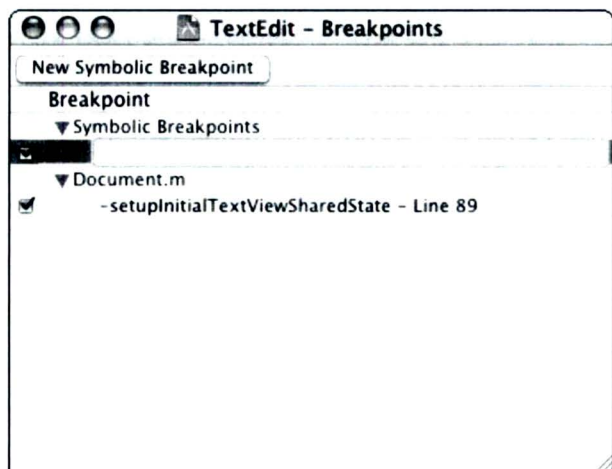 TextEdit – Breakpoints
New Symbolic Breakpoint
Breakpoint
Symbolic Breakpoints
Document.m
-setupInitialTextViewSharedState – Line 89